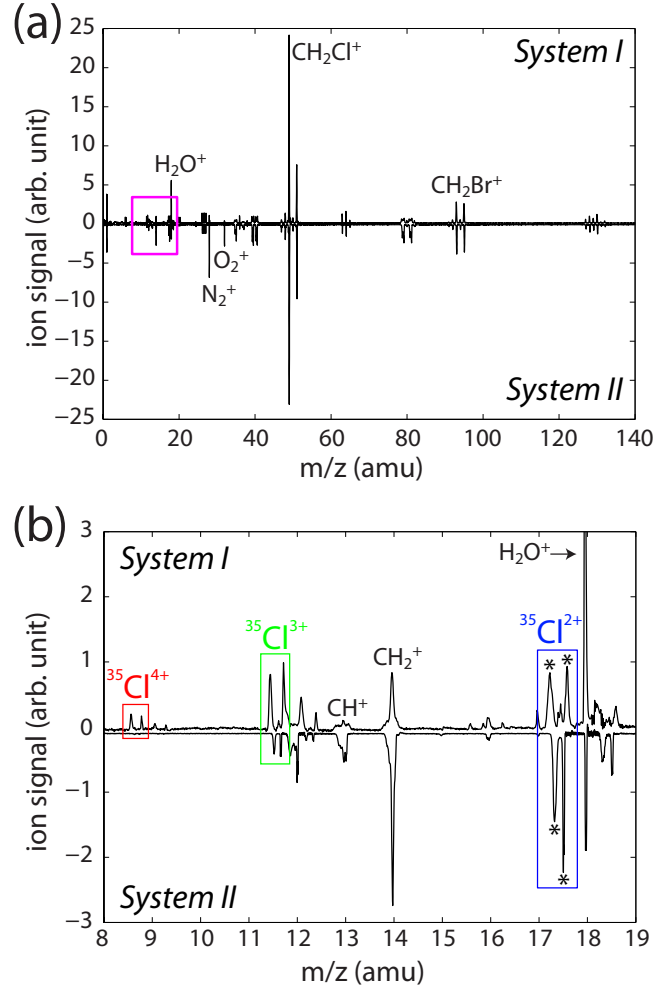 (a)
25
20
15
10
5
0
−5
−10
−15
−20
−25
ion signal (arb. unit)
System I
CH₂Cl⁺
H₂O⁺
CH₂Br⁺
O₂⁺
N₂⁺
System II
0 20 40 60 80 100 120 140
m/z (amu)
(b)
3
2
1
0
−1
−2
−3
ion signal (arb. unit)
System I
H₂O⁺→
³⁵Cl⁴⁺
³⁵Cl³⁺
CH⁺
CH₂⁺
³⁵Cl²⁺
* *
*
*
System II
8 9 10 11 12 13 14 15 16 17 18 19
m/z (amu)